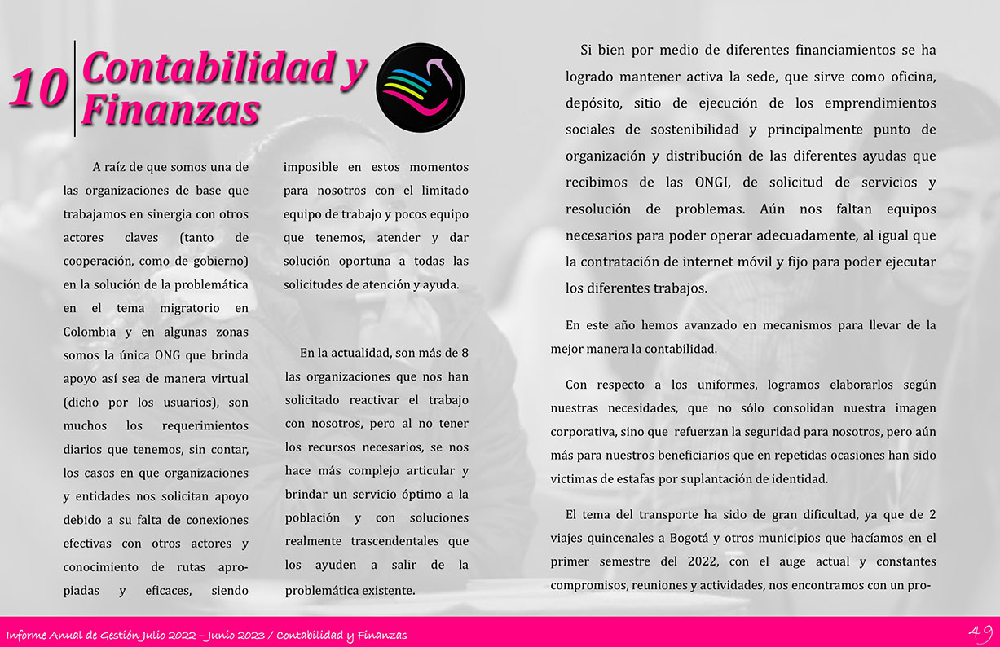 10
Contabilidad y
Finanzas
A raíz de que somos una de
las organizaciones de base que
trabajamos en sinergia con otros
actores claves (tanto de
cooperación, como de gobierno)
en la solución de la problemática
en el tema migratorio en
Colombia y en algunas zonas
somos la única ONG que brinda
apoyo así sea de manera virtual
(dicho por los usuarios), son
muchos los requerimientos
diarios que tenemos, sin contar,
los casos en que organizaciones
y entidades nos solicitan apoyo
debido a su falta de conexiones
efectivas con otros actores y
conocimiento de rutas apro-
piadas y eficaces, siendo
imposible en estos momentos
para nosotros con el limitado
equipo de trabajo y pocos equipo
que tenemos, atender y dar
solución oportuna a todas las
solicitudes de atención y ayuda.
En la actualidad, son más de 8
las organizaciones que nos han
solicitado reactivar el trabajo
con nosotros, pero al no tener
los recursos necesarios, se nos
hace más complejo articular y
brindar un servicio óptimo a la
población y con soluciones
realmente trascendentales que
los ayuden a salir de la
problemática existente.
Si bien por medio de diferentes financiamientos se ha
logrado mantener activa la sede, que sirve como oficina,
depósito, sitio de ejecución de los emprendimientos
sociales de sostenibilidad y principalmente punto de
organización y distribución de las diferentes ayudas que
recibimos de las ONGI, de solicitud de servicios y
resolución de problemas. Aún nos faltan equipos
necesarios para poder operar adecuadamente, al igual que
la contratación de internet móvil y fijo para poder ejecutar
los diferentes trabajos.
En este año hemos avanzado en mecanismos para llevar de la
mejor manera la contabilidad.
Con respecto a los uniformes, logramos elaborarlos según
nuestras necesidades, que no sólo consolidan nuestra imagen
corporativa, sino que refuerzan la seguridad para nosotros, pero aún
más para nuestros beneficiarios que en repetidas ocasiones han sido
victimas de estafas por suplantación de identidad.
El tema del transporte ha sido de gran dificultad, ya que de 2
viajes quincenales a Bogotá y otros municipios que hacíamos en el
primer semestre del 2022, con el auge actual y constantes
compromisos, reuniones y actividades, nos encontramos con un pro-
Informe Anual de Gestión Julio 2022 – Junio 2023 / Contabilidad y Finanzas
49